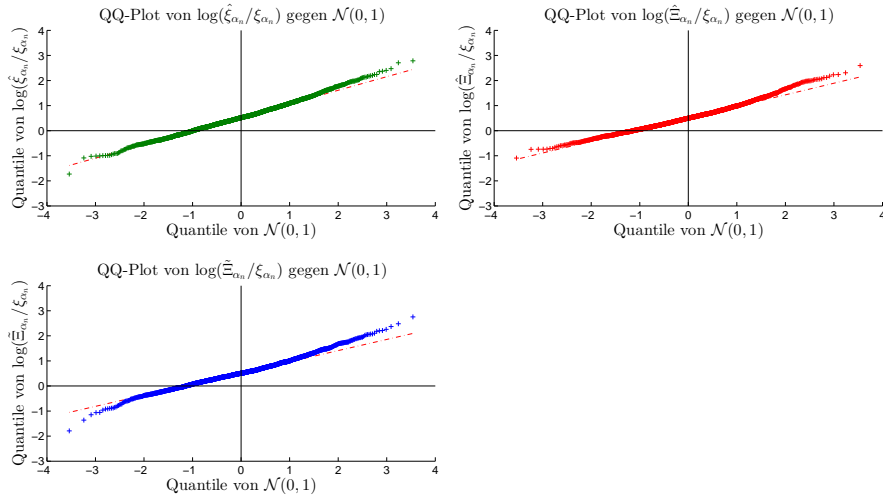 QQ-Plot von log(ξ̂_{α_n}/ξ_{α_n}) gegen 𝒩(0, 1)
Quantile von log(ξ̂_{α_n}/ξ_{α_n})
4
3
2
1
0
−1
−2
−3
−4 −3 −2 −1 0 1 2 3 4
Quantile von 𝒩(0, 1)
QQ-Plot von log(Ξ̂_{α_n}/ξ_{α_n}) gegen 𝒩(0, 1)
Quantile von log(Ξ̂_{α_n}/ξ_{α_n})
4
3
2
1
0
−1
−2
−3
−4 −3 −2 −1 0 1 2 3 4
Quantile von 𝒩(0, 1)
QQ-Plot von log(Ξ̃_{α_n}/ξ_{α_n}) gegen 𝒩(0, 1)
Quantile von log(Ξ̃_{α_n}/ξ_{α_n})
4
3
2
1
0
−1
−2
−3
−4 −3 −2 −1 0 1 2 3 4
Quantile von 𝒩(0, 1)